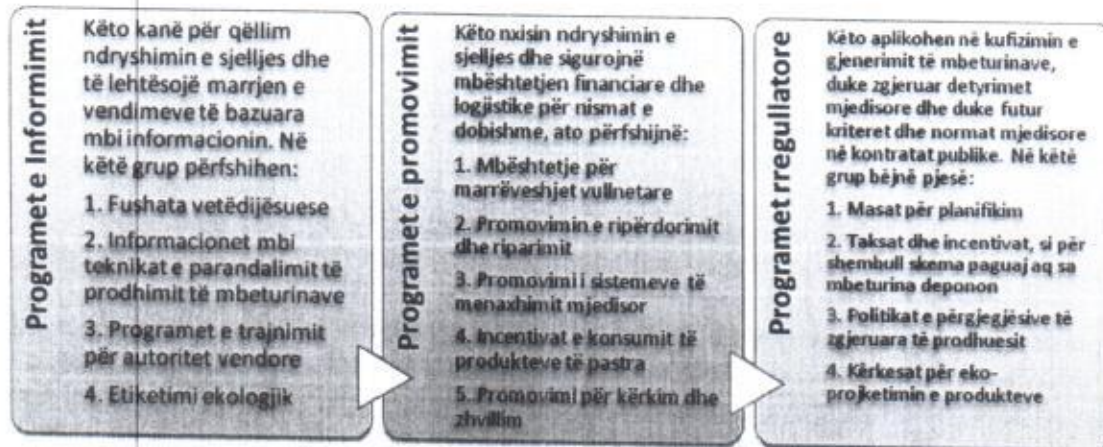 Programet e Informimit
Këto kanë për qëllim
ndryshimin e sjelljes dhe
të lehtësojë marrjen e
vendimeve të bazuara
mbi informacionin. Në
këtë grup përfshihen:
1. Fushata vetëdijësuese
2. Informacionet mbi
teknikat e parandalimit të
prodhimit të mbeturinave
3. Programet e trajnimit
për autoritet vendore
4. Etiketimi ekologjik
Programet e promovimit
Këto nxisin ndryshimin e
sjelljes dhe sigurojnë
mbështetjen financiare dhe
logjistike për nismat e
dobishme, ato përfshijnë:
1. Mbështetje për
marrëveshjet vullnetare
2. Promovimin e ripërdorimit
dhe riparimit
3. Promovimi i sistemeve të
menaxhimit mjedisor
4. Incentivat e konsumit të
produkteve të pastra
5. Promovimi për kërkim dhe
zhvillim
Programet rregullatore
Këto aplikohen në kufizimin e
gjenerimit të mbeturinave,
duke zgjeruar detyrimet
mjedisore dhe duke futur
kriteret dhe normat mjedisore
në kontratat publike. Në këtë
grup bëjnë pjesë:
1. Masat për planifikim
2. Taksat dhe incentivat, si për
shembull skema paguaj aq sa
mbeturina deponon
3. Politikat e përgjegjësive të
zgjeruara të prodhuesit
4. Kërkesat për eko-
projketimin e produkteve